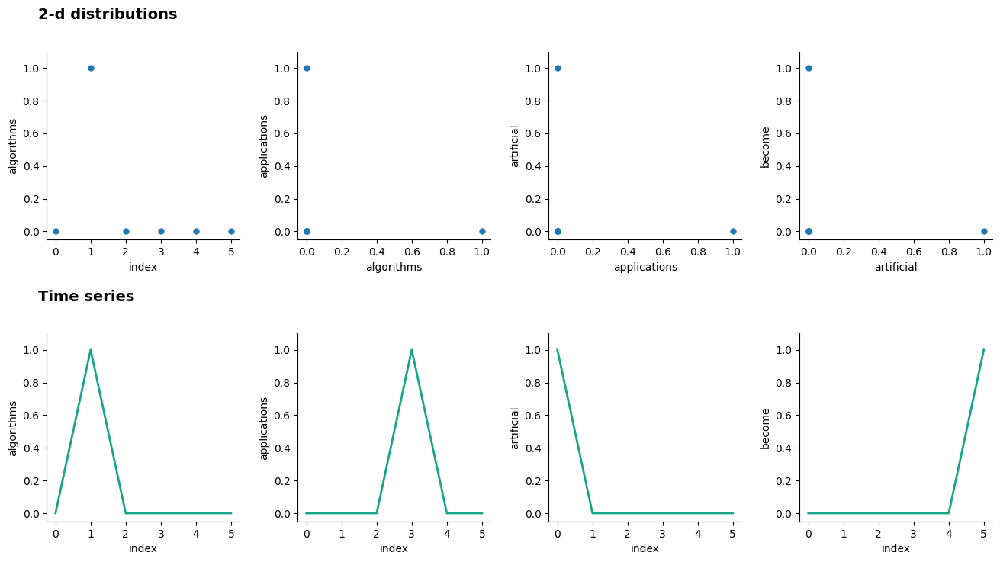 2-d distributions
1.0 1.0 1.0 1.0
0.8 0.8 0.8 0.8
0.6 0.6 0.6 0.6
0.4 0.4 0.4 0.4
0.2 0.2 0.2 0.2
0.0 0.0 0.0 0.0
algorithms applications artificial become
0 1 2 3 4 5 0.0 0.2 0.4 0.6 0.8 1.0 0.0 0.2 0.4 0.6 0.8 1.0 0.0 0.2 0.4 0.6 0.8 1.0
index algorithms applications artificial
Time series
1.0 1.0 1.0 1.0
0.8 0.8 0.8 0.8
0.6 0.6 0.6 0.6
0.4 0.4 0.4 0.4
0.2 0.2 0.2 0.2
0.0 0.0 0.0 0.0
algorithms applications artificial become
0 1 2 3 4 5 0 1 2 3 4 5 0 1 2 3 4 5 0 1 2 3 4 5
index index index index